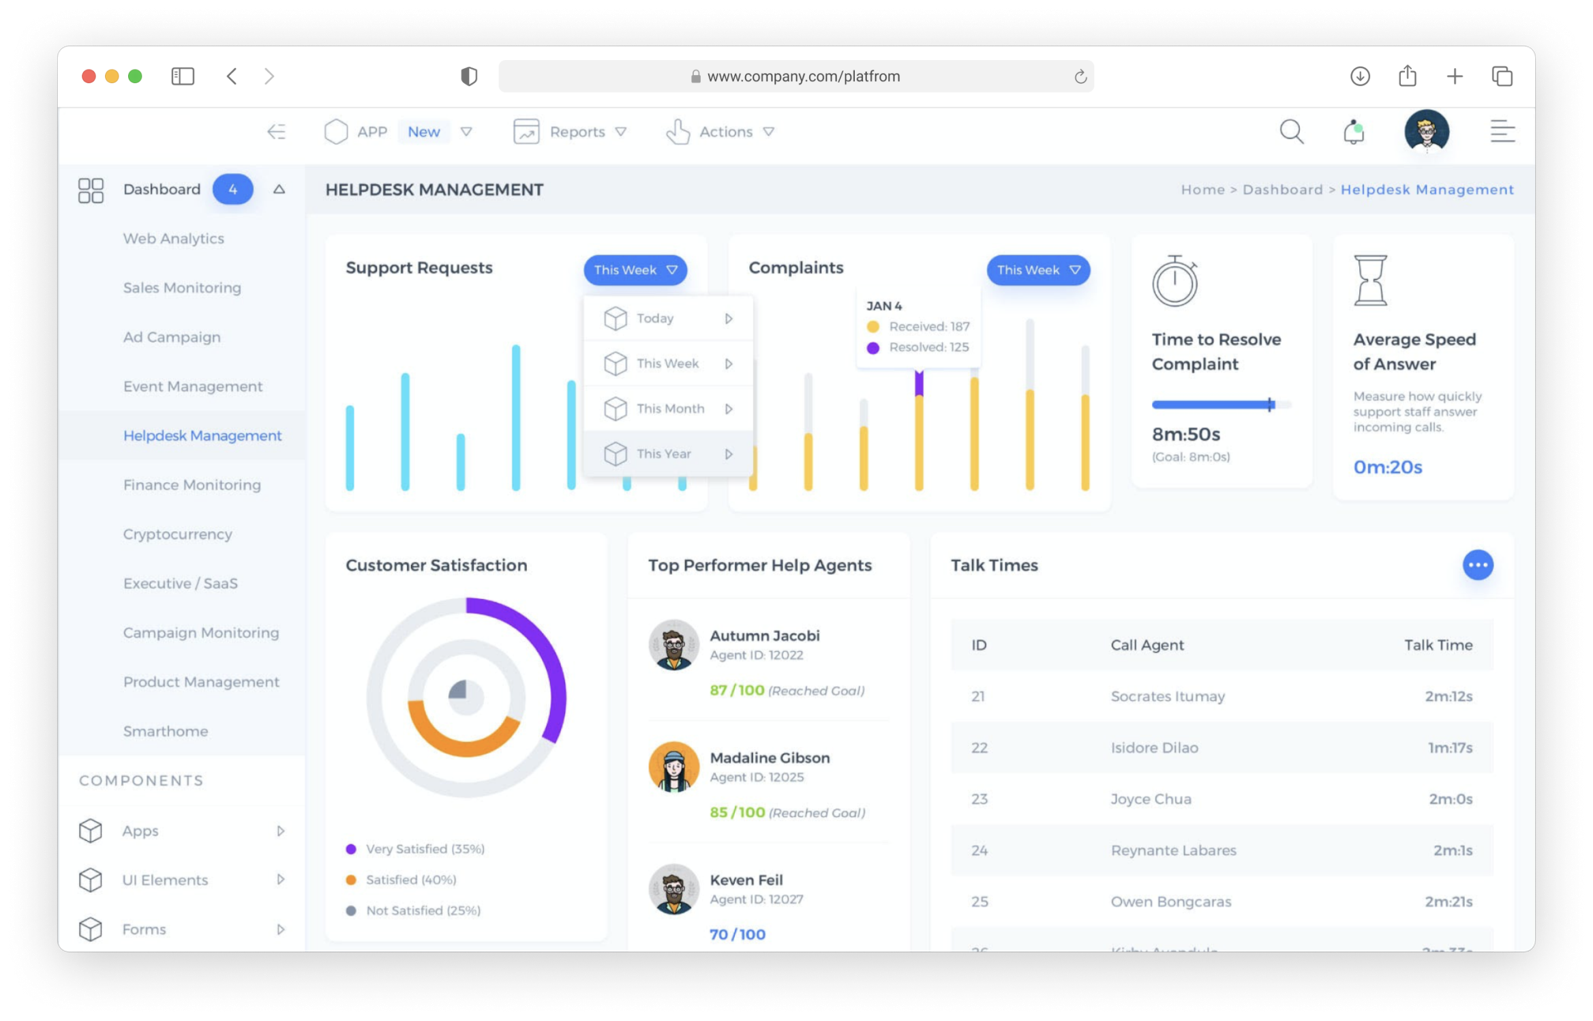 www.company.com/platfrom
APP New Reports Actions
Dashboard 4
HELPDESK MANAGEMENT
Home > Dashboard > Helpdesk Management
Web Analytics
Sales Monitoring
Ad Campaign
Event Management
Helpdesk Management
Finance Monitoring
Cryptocurrency
Executive / SaaS
Campaign Monitoring
Product Management
Smarthome
COMPONENTS
Apps
UI Elements
Forms
Support Requests
This Week
Today
This Week
This Month
This Year
Complaints
This Week
JAN 4
Received: 187
Resolved: 125
Time to Resolve
Complaint
8m:50s
(Goal: 8m:0s)
Average Speed
of Answer
Measure how quickly
support staff answer
incoming calls.
0m:20s
Customer Satisfaction
Very Satisfied (35%)
Satisfied (40%)
Not Satisfied (25%)
Top Performer Help Agents
Autumn Jacobi
Agent ID: 12022
87 / 100 (Reached Goal)
Madaline Gibson
Agent ID: 12025
85 / 100 (Reached Goal)
Keven Feil
Agent ID: 12027
70 / 100
Talk Times
ID Call Agent Talk Time
21 Socrates Itumay 2m:12s
22 Isidore Dilao 1m:17s
23 Joyce Chua 2m:0s
24 Reynante Labares 2m:1s
25 Owen Bongcaras 2m:21s